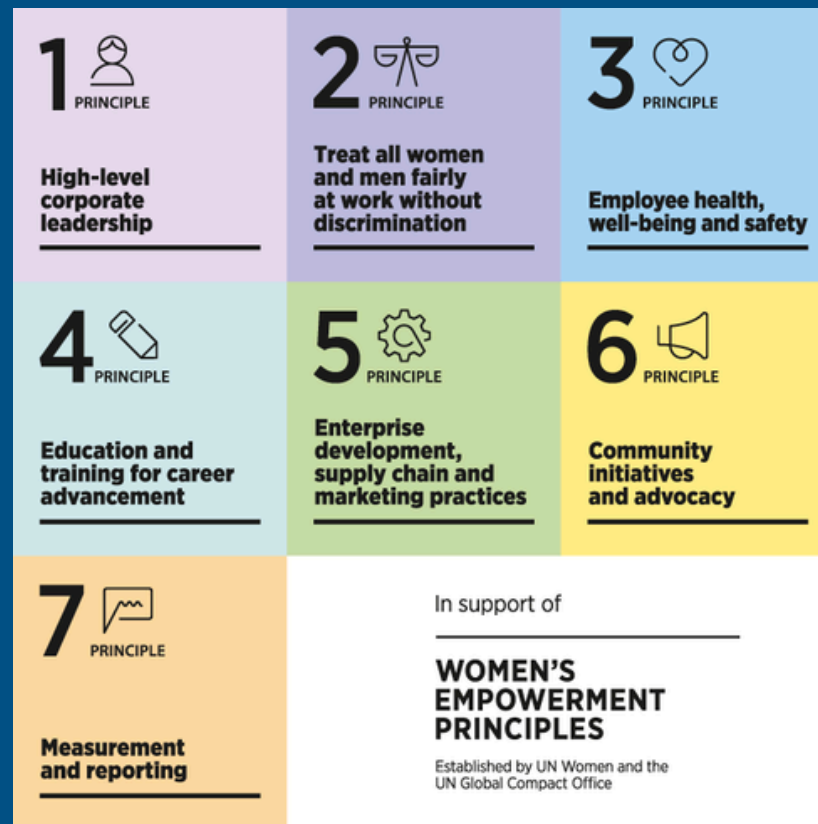 1
PRINCIPLE
High-level
corporate
leadership
2
PRINCIPLE
Treat all women
and men fairly
at work without
discrimination
3
PRINCIPLE
Employee health,
well-being and safety
4
PRINCIPLE
Education and
training for career
advancement
5
PRINCIPLE
Enterprise
development,
supply chain and
marketing practices
6
PRINCIPLE
Community
initiatives
and advocacy
7
PRINCIPLE
Measurement
and reporting
In support of
WOMEN’S
EMPOWERMENT
PRINCIPLES
Established by UN Women and the
UN Global Compact Office